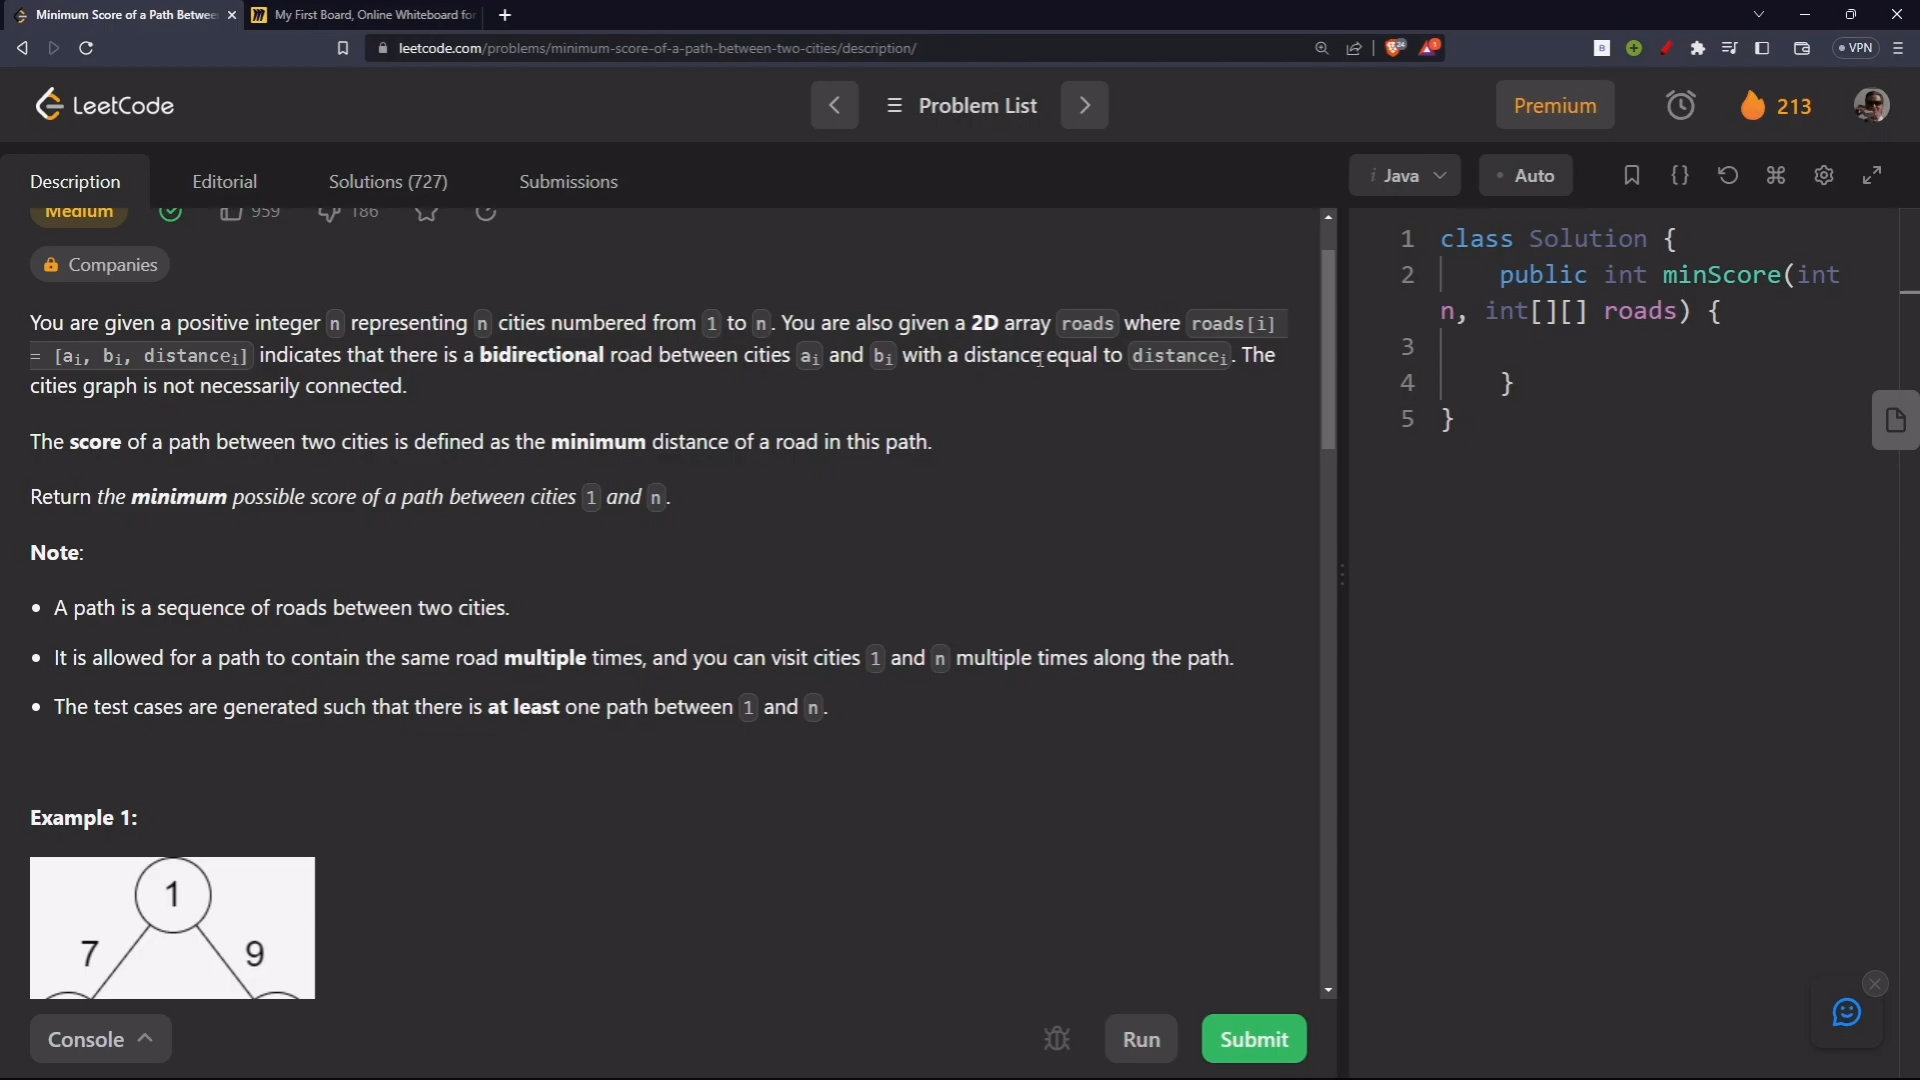 Minimum Score of a Path Betwee
My First Board, Online Whiteboard for
leetcode.com/problems/minimum-score-of-a-path-between-two-cities/description/
VPN
LeetCode
Problem List
Premium
213
Description
Editorial
Solutions (727)
Submissions
i Java
Auto
Medium
959
186
Companies
You are given a positive integer n representing n cities numbered from 1 to n. You are also given a 2D array roads where roads[i]
= [ai, bi, distancei] indicates that there is a bidirectional road between cities ai and bi with a distance equal to distancei. The
cities graph is not necessarily connected.
The score of a path between two cities is defined as the minimum distance of a road in this path.
Return the minimum possible score of a path between cities 1 and n.
Note:
• A path is a sequence of roads between two cities.
• It is allowed for a path to contain the same road multiple times, and you can visit cities 1 and n multiple times along the path.
• The test cases are generated such that there is at least one path between 1 and n.
Example 1:
1
7
9
Console
Run
Submit
1 class Solution {
2 public int minScore(int
n, int[][] roads) {
3
4 }
5 }